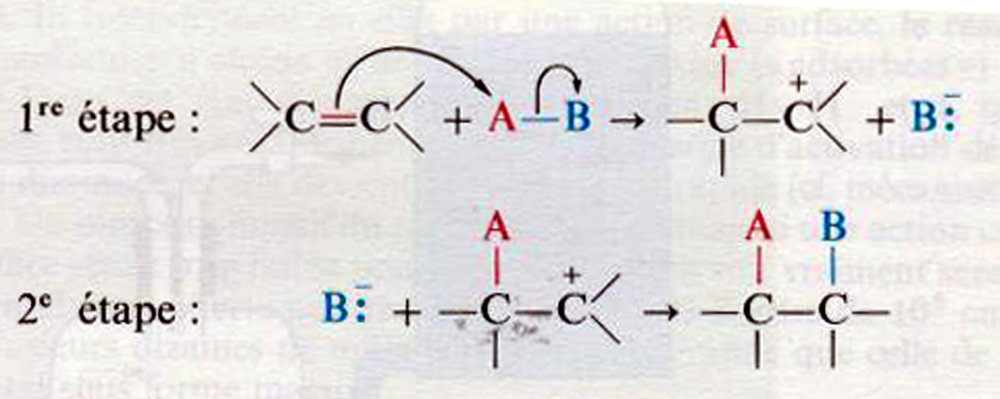 1re étape : C=C + A—B → A —C—C+ + B:−
2e étape : B:− + A —C—C+ → A B —C—C—